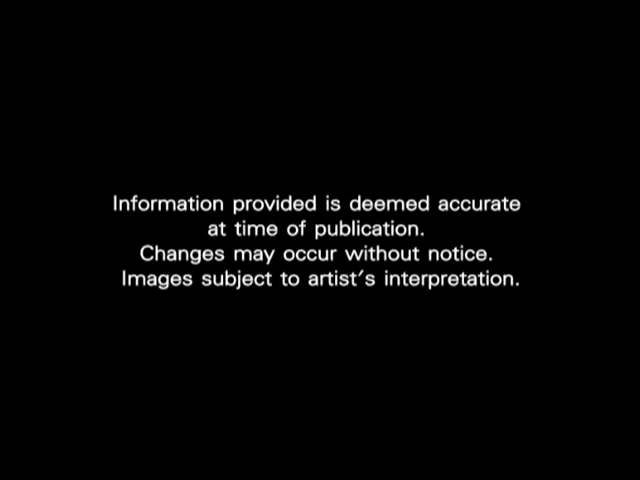 Information provided is deemed accurate
at time of publication.
Changes may occur without notice.
Images subject to artist's interpretation.